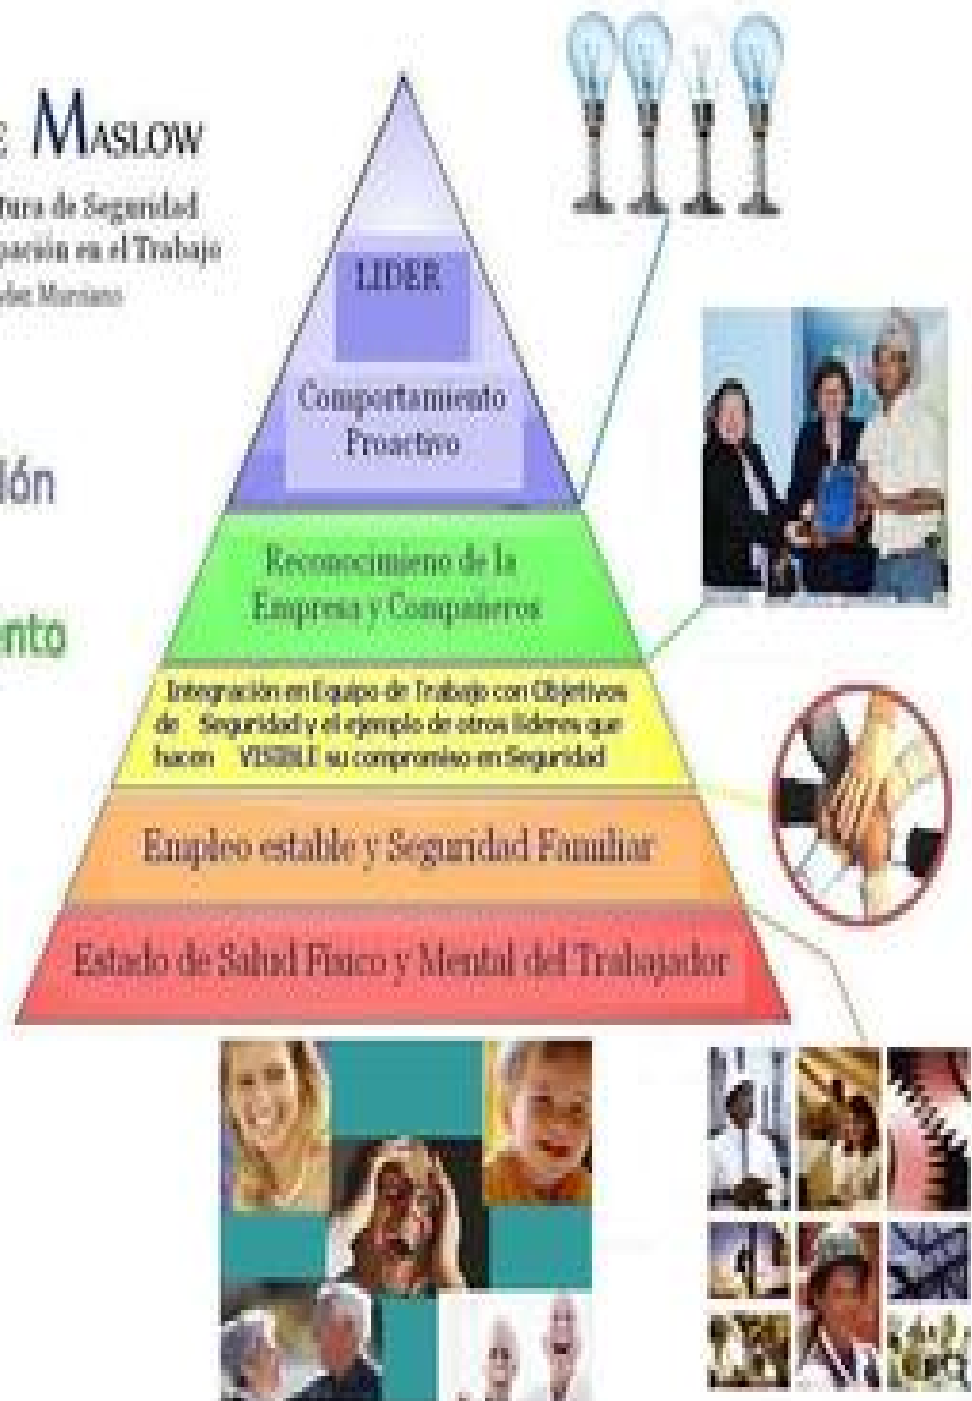 E MASLOW
tura de Seguridad
pación en el Trabajo
LIDER
Comportamiento
Proactivo
ión
Reconocimieno de la
Empresa y Compañeros
ento
Integración en Equipo de Trabajo con Objetivos
de Seguridad y el ejemplo de otros líderes que
hacen VISIBLE su compromiso en Seguridad
Empleo estable y Seguridad Familiar
Estado de Salud Físico y Mental del Trabajador